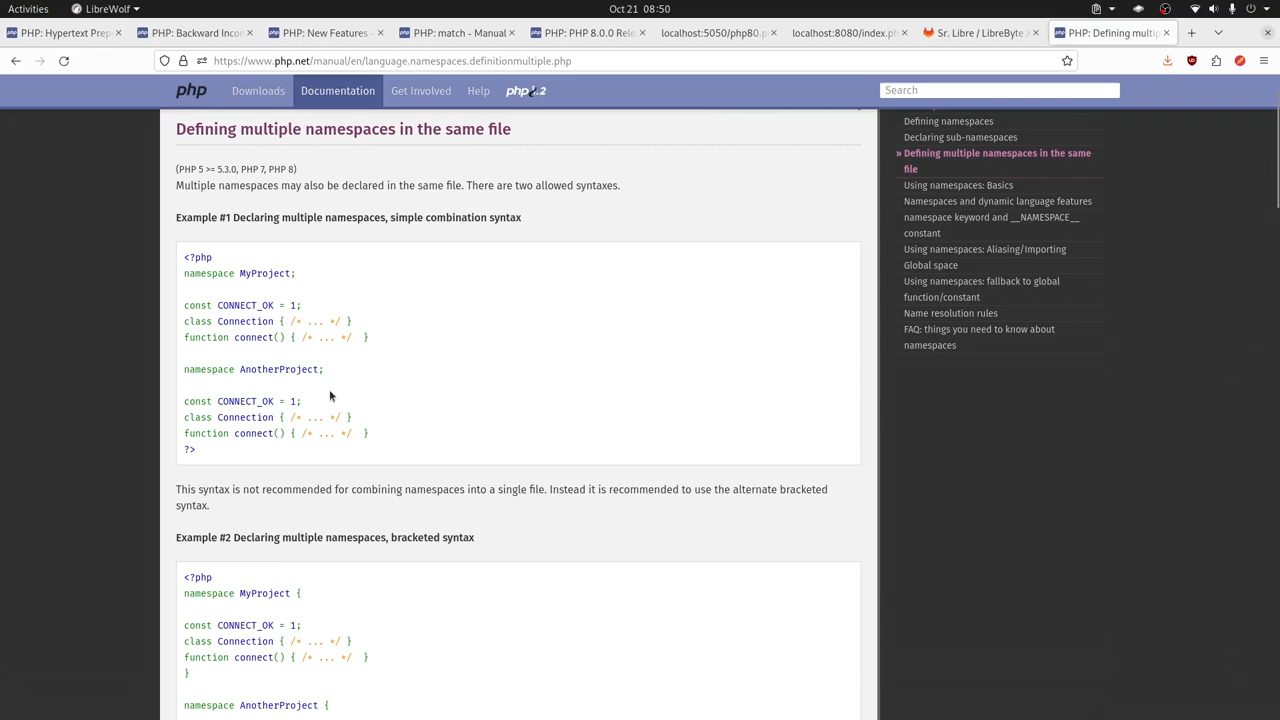 Activities LibreWolf Oct 21 08:50
PHP: Hypertext Prep PHP: Backward Incom PHP: New Features - PHP: match - Manual PHP: PHP 8.0.0 Rele localhost:5050/php80.p localhost:8080/index.ph Sr. Libre / LibreByte PHP: Defining multip
https://www.php.net/manual/en/language.namespaces.definitionmultiple.php
php Downloads Documentation Get Involved Help Search
Defining multiple namespaces in the same file
(PHP 5 >= 5.3.0, PHP 7, PHP 8)
Multiple namespaces may also be declared in the same file. There are two allowed syntaxes.
Example #1 Declaring multiple namespaces, simple combination syntax
<?php
namespace MyProject;
const CONNECT_OK = 1;
class Connection { /* ... */ }
function connect() { /* ... */  }
namespace AnotherProject;
const CONNECT_OK = 1;
class Connection { /* ... */ }
function connect() { /* ... */  }
?>
This syntax is not recommended for combining namespaces into a single file. Instead it is recommended to use the alternate bracketed
syntax.
Example #2 Declaring multiple namespaces, bracketed syntax
<?php
namespace MyProject {
const CONNECT_OK = 1;
class Connection { /* ... */ }
function connect() { /* ... */  }
}
namespace AnotherProject {
Defining namespaces
Declaring sub-namespaces
» Defining multiple namespaces in the same
file
Using namespaces: Basics
Namespaces and dynamic language features
namespace keyword and __NAMESPACE__
constant
Using namespaces: Aliasing/Importing
Global space
Using namespaces: fallback to global
function/constant
Name resolution rules
FAQ: things you need to know about
namespaces